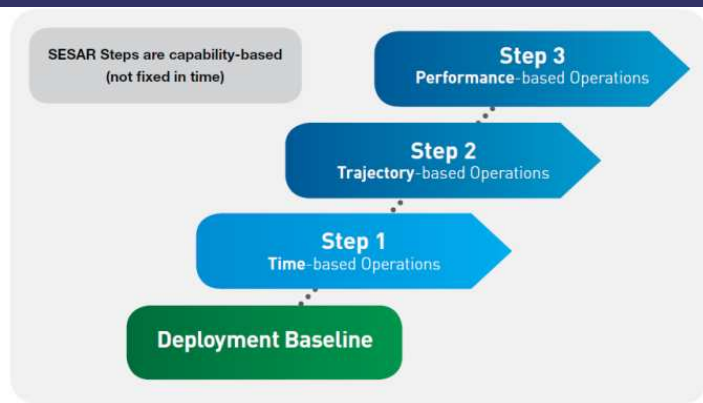 SESAR Steps are capability-based
(not fixed in time)
Step 3
Performance-based Operations
Step 2
Trajectory-based Operations
Step 1
Time-based Operations
Deployment Baseline